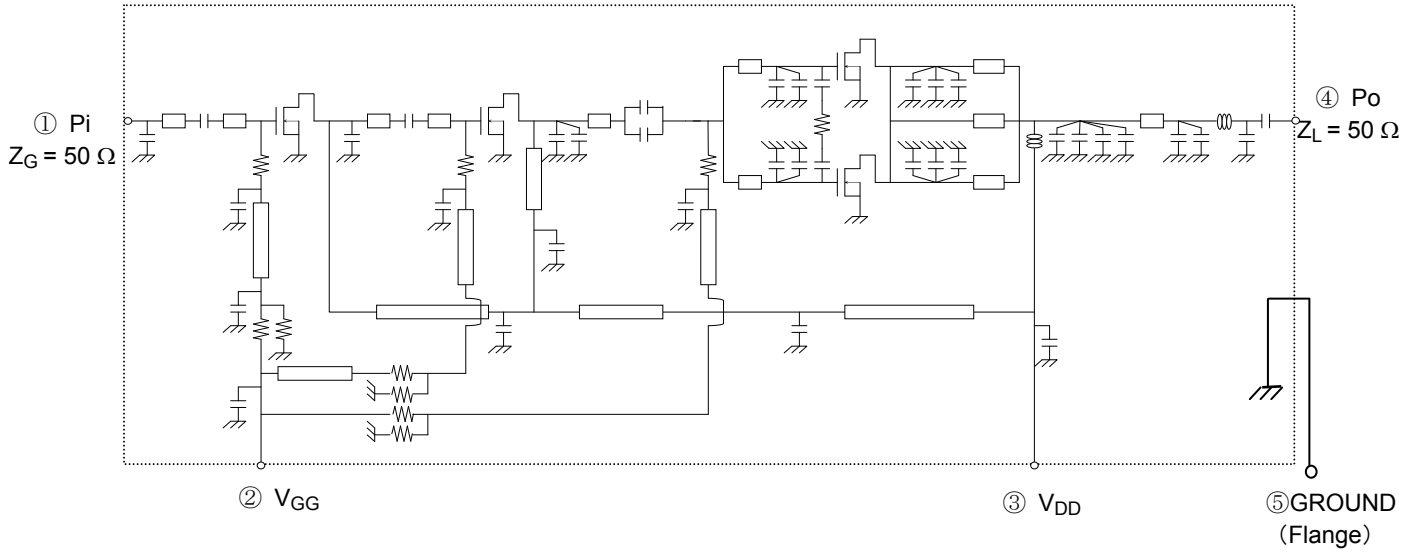 ① Pi
Z_G = 50 Ω
④ Po
Z_L = 50 Ω
② V_GG
③ V_DD
⑤GROUND
（Flange）